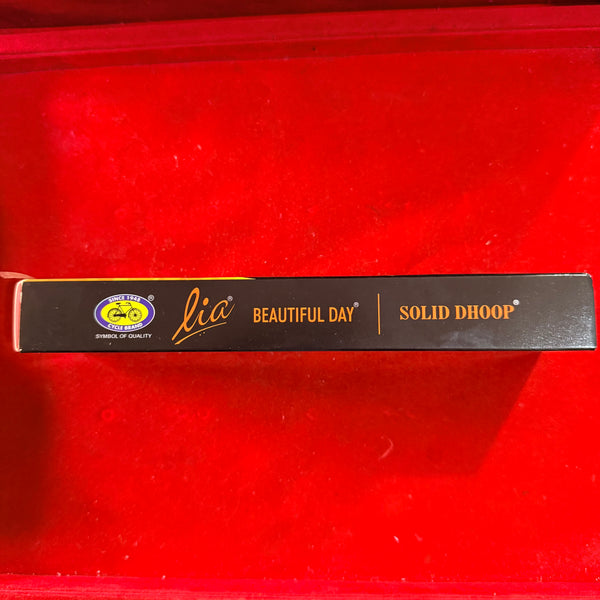 SINCE 1948
CYCLE BRAND
SYMBOL OF QUALITY
lia® BEAUTIFUL DAY® | SOLID DHOOP®